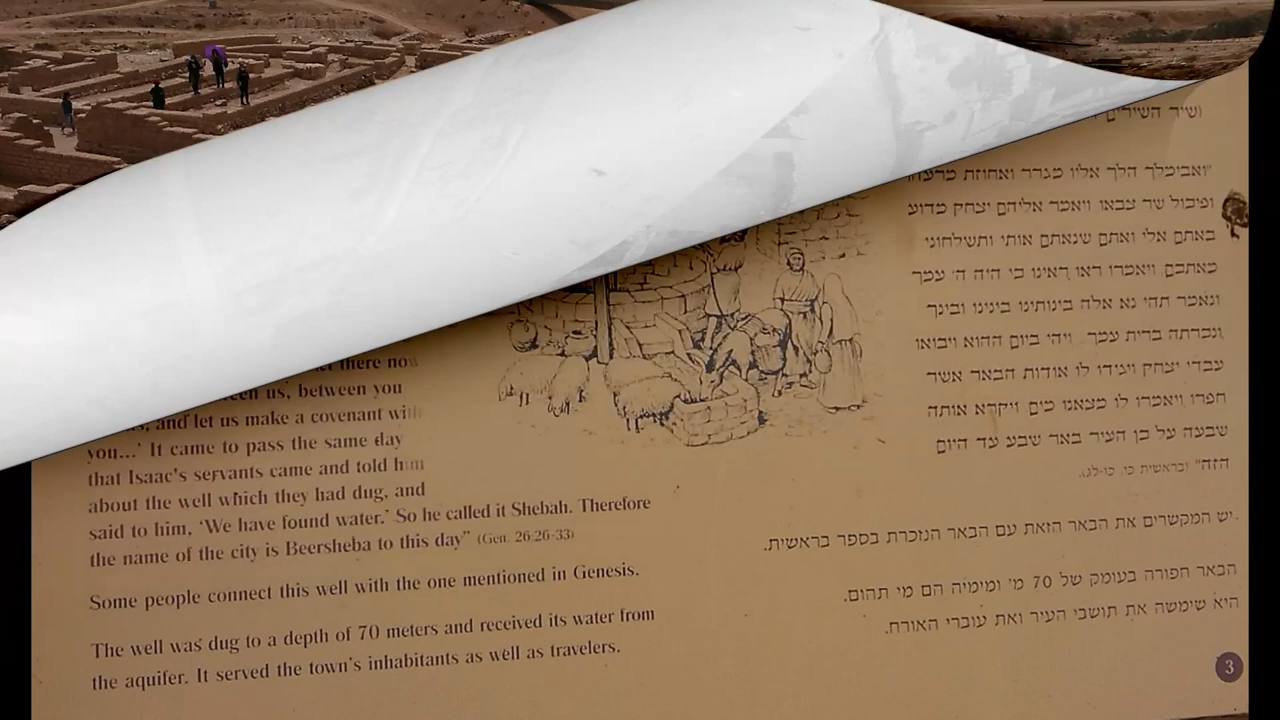 there now
us', between you
and let us make a covenant with
you...' It came to pass the same day
that Isaac's servants came and told him
about the well which they had dug, and
said to him, 'We have found water.' So he called it Shebah. Therefore
the name of the city is Beersheba to this day" (Gen. 26:26-33)
Some people connect this well with the one mentioned in Genesis.
The well was dug to a depth of 70 meters and received its water from
the aquifer. It served the town's inhabitants as well as travelers.
(שיר השירים
"ואבימלך הלך אליו מגרר ואחוזת מרעהו
ופיכול שר צבאו ויאמר אליהם יצחק מדוע
באתם אלי ואתם שנאתם אותי ותשלחוני
מאתכם ויאמרו ראו ראינו כי היה ה' עמך
ונאמר תהי נא אלה בינותינו בינינו ובינך
ונכרתה ברית עמך ויהי ביום ההוא ויבואו
עבדי יצחק ויגידו לו אודות הבאר אשר
חפרו ויאמרו לו מצאנו מים ויקרא אותה
שבעה על כן העיר באר שבע עד היום
הזה" (בראשית כו, כו-לג).
יש המקשרים את הבאר הזאת עם הבאר הנזכרת בספר בראשית.
הבאר חפורה בעומק של 70 מ' ומימיה הם מי תהום.
היא שימשה את תושבי העיר ואת עוברי האורח.
3